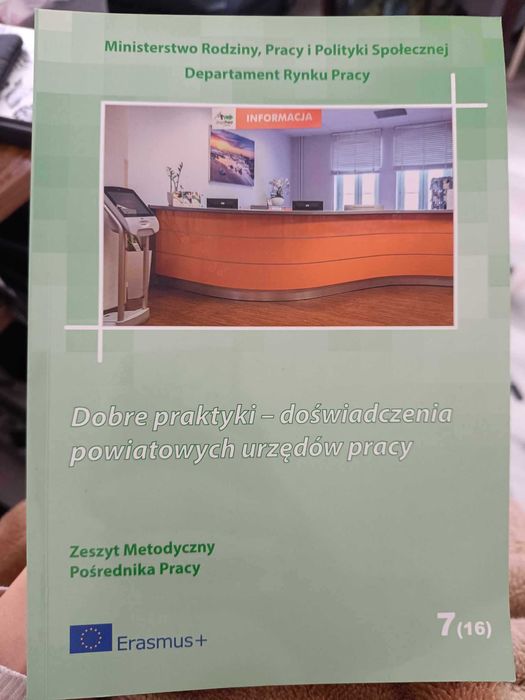 Ministerstwo Rodziny, Pracy i Polityki Społecznej
Departament Rynku Pracy
INFORMACJA
Dobre praktyki – doświadczenia
powiatowych urzędów pracy
Zeszyt Metodyczny
Pośrednika Pracy
Erasmus+
7(16)